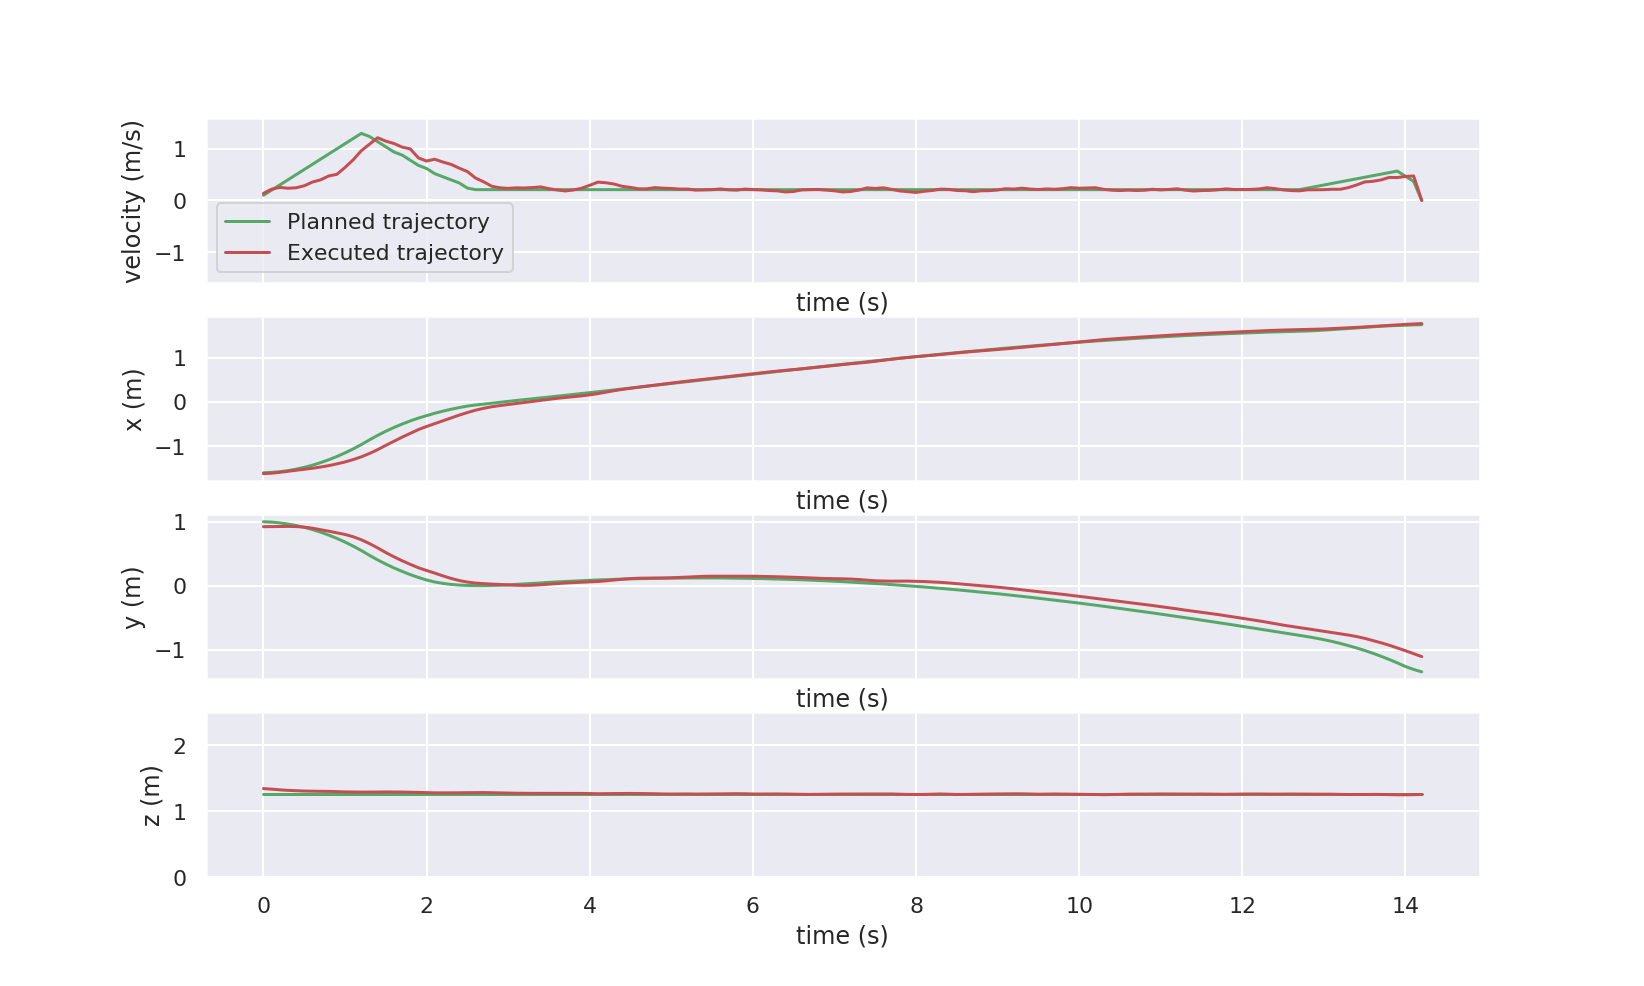 velocity (m/s)
1
0
−1
Planned trajectory
Executed trajectory
time (s)
x (m)
1
0
−1
time (s)
y (m)
1
0
−1
time (s)
z (m)
2
1
0
0 2 4 6 8 10 12 14
time (s)